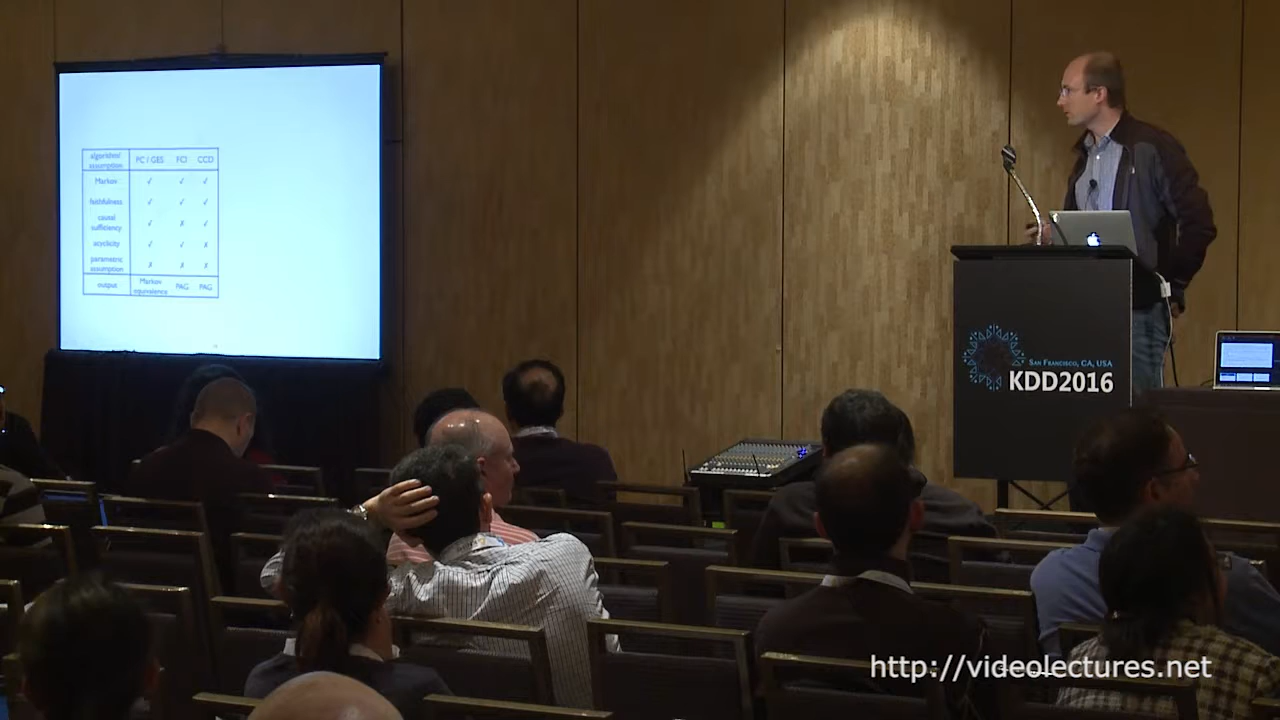 algorithm/ PC / GES FCI CCD
assumption
Markov ✓ ✓ ✓
faithfulness ✓ ✓ ✓
causal
sufficiency ✓ ✗ ✓
acyclicity ✓ ✓ ✗
parametric
assumption ✗ ✗ ✗
output Markov
equivalence PAG PAG
SAN FRANCISCO, CA, USA
KDD2016
http://videolectures.net